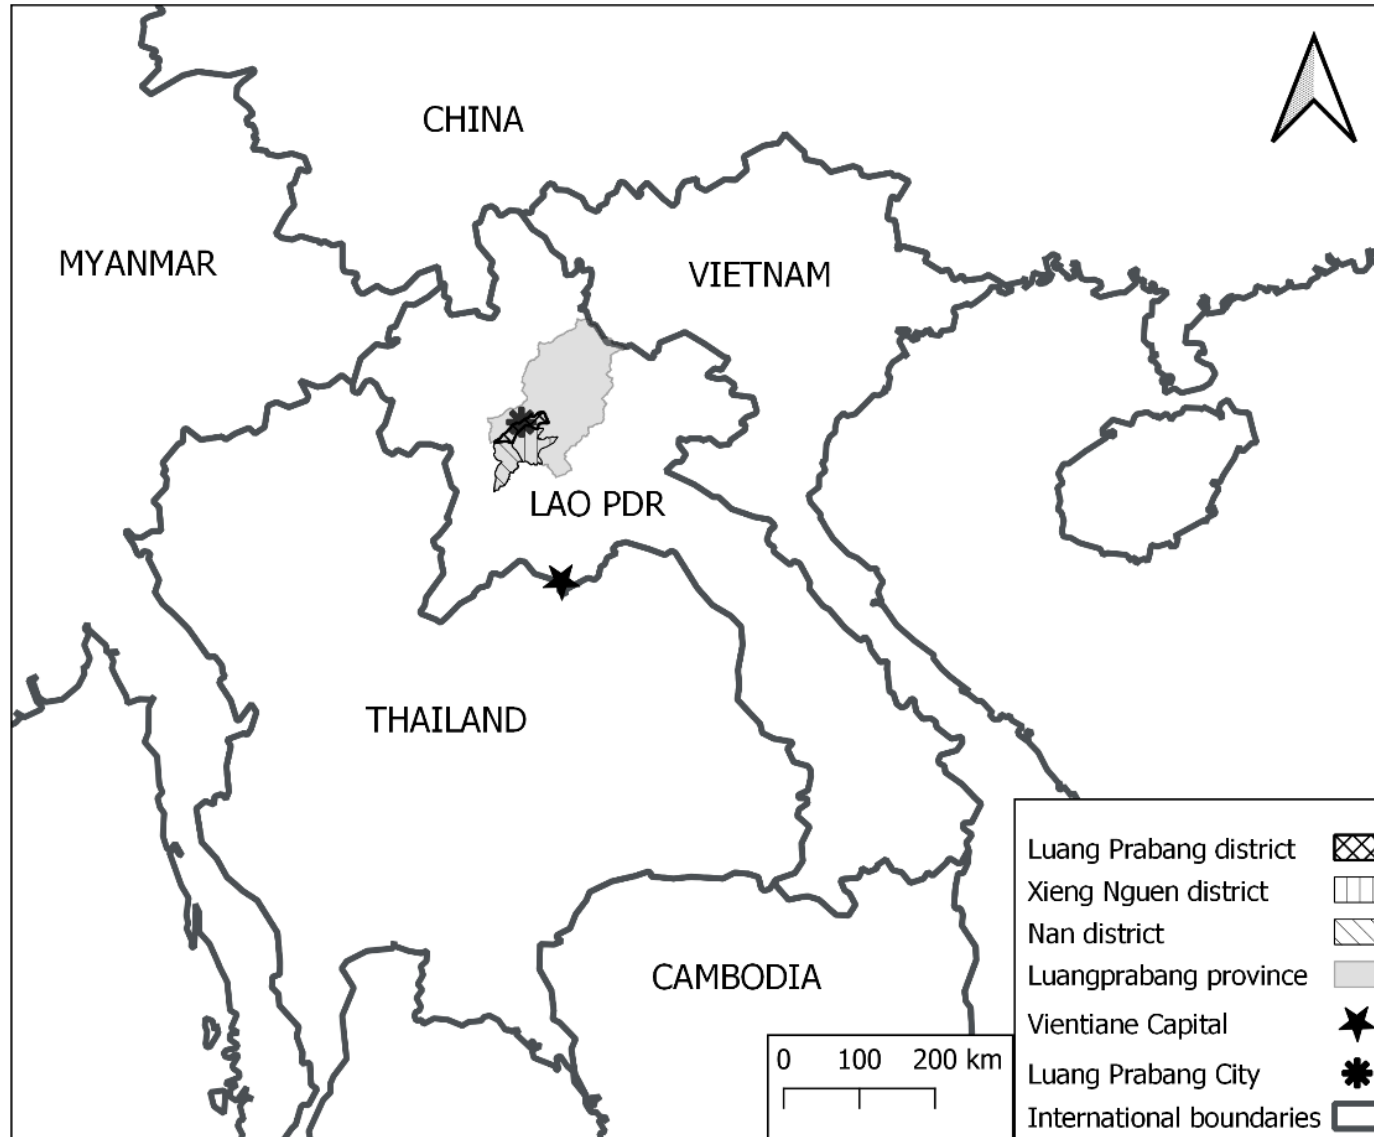 CHINA
MYANMAR
VIETNAM
LAO PDR
THAILAND
CAMBODIA
0 100 200 km
Luang Prabang district
Xieng Nguen district
Nan district
Luangprabang province
Vientiane Capital
Luang Prabang City
International boundaries